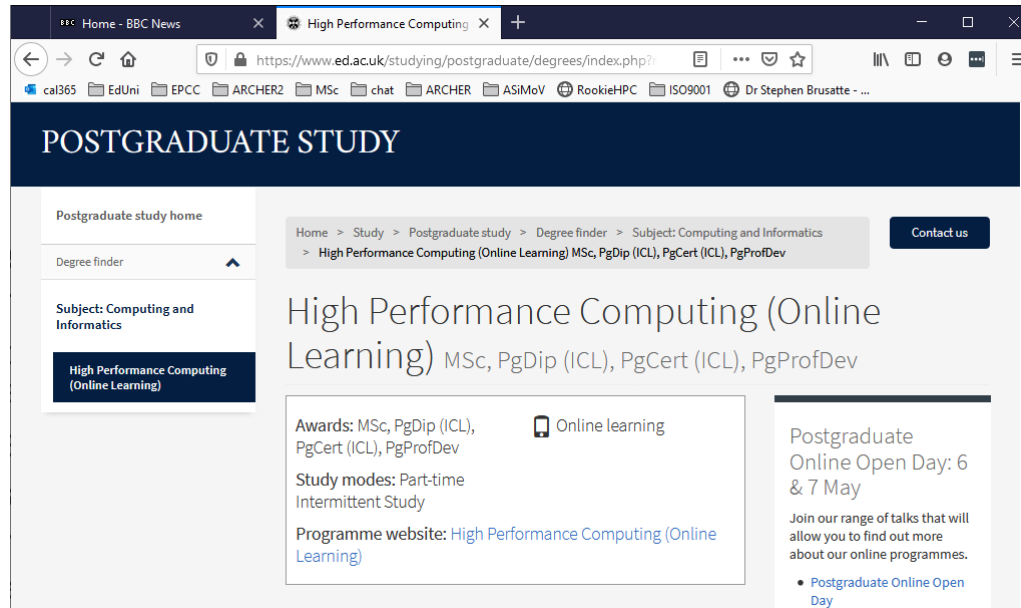 BBC Home - BBC News
High Performance Computing
https://www.ed.ac.uk/studying/postgraduate/degrees/index.php?
cal365 EdUni EPCC ARCHER2 MSc chat ARCHER ASiMoV RookieHPC ISO9001 Dr Stephen Brusatte - ...
POSTGRADUATE STUDY
Postgraduate study home
Degree finder
Subject: Computing and
Informatics
High Performance Computing
(Online Learning)
Home > Study > Postgraduate study > Degree finder > Subject: Computing and Informatics
> High Performance Computing (Online Learning) MSc, PgDip (ICL), PgCert (ICL), PgProfDev
Contact us
High Performance Computing (Online
Learning) MSc, PgDip (ICL), PgCert (ICL), PgProfDev
Awards: MSc, PgDip (ICL),
PgCert (ICL), PgProfDev
Study modes: Part-time
Intermittent Study
Online learning
Programme website: High Performance Computing (Online
Learning)
Postgraduate
Online Open Day: 6
& 7 May
Join our range of talks that will
allow you to find out more
about our online programmes.
• Postgraduate Online Open
Day